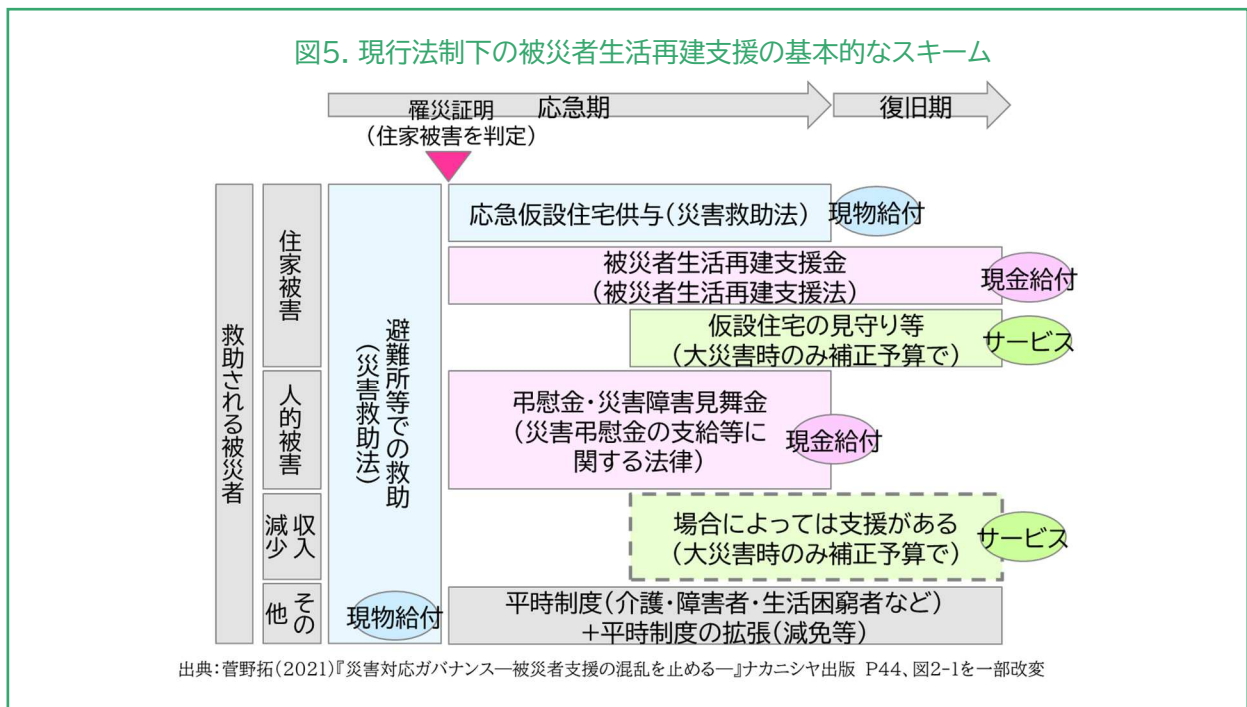 図5. 現行法制下の被災者生活再建支援の基本的なスキーム
罹災証明
(住家被害を判定)
応急期
復旧期
救助される被災者
住家被害
人的被害
収入
減少
その
他
避難所等での救助
(災害救助法)
現物給付
応急仮設住宅供与(災害救助法)
現物給付
被災者生活再建支援金
(被災者生活再建支援法)
現金給付
仮設住宅の見守り等
(大災害時のみ補正予算で)
サービス
弔慰金・災害障害見舞金
(災害弔慰金の支給等に
関する法律)
現金給付
場合によっては支援がある
(大災害時のみ補正予算で)
サービス
平時制度(介護・障害者・生活困窮者など)
+平時制度の拡張(減免等)
出典:菅野拓(2021)『災害対応ガバナンス―被災者支援の混乱を止める―』ナカニシヤ出版 P44、図2-1を一部改変